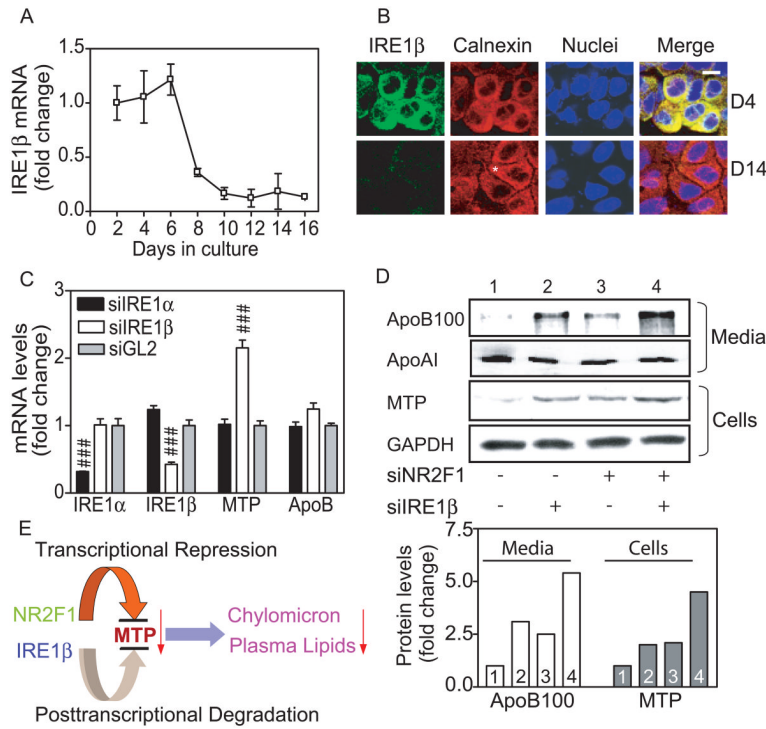 A
1.5
1.0
0.5
0.0
IRE1β mRNA
(fold change)
0 2 4 6 8 10 12 14 16
Days in culture
B
IRE1β Calnexin Nuclei Merge
D4
*
D14
C
3
2
1
0
mRNA levels
(fold change)
siIRE1α
siIRE1β
siGL2
###
###
###
IRE1α IRE1β MTP ApoB
D
1 2 3 4
ApoB100
ApoAI
Media
MTP
GAPDH
Cells
siNR2F1 - - + +
siIRE1β - + - +
7.5
5.0
2.5
0.0
Protein levels
(fold change)
Media Cells
1 2 3 4 1 2 3 4
ApoB100 MTP
E
Transcriptional Repression
NR2F1
IRE1β
MTP
Chylomicron
Plasma Lipids
Posttranscriptional Degradation